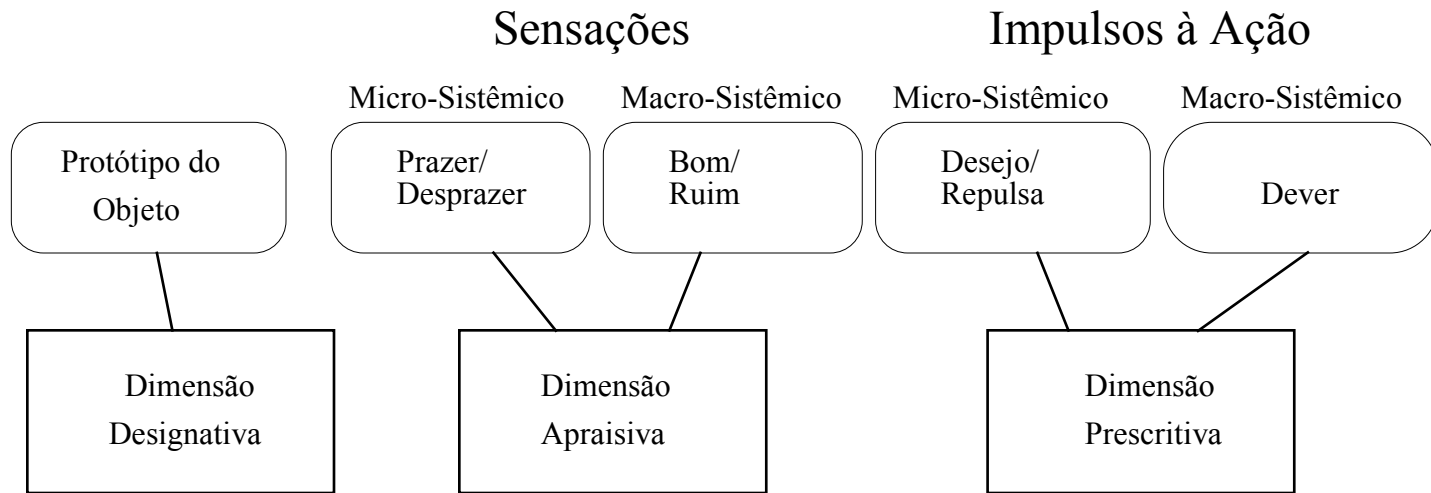 Sensações
Impulsos à Ação
Micro-Sistêmico
Macro-Sistêmico
Micro-Sistêmico
Macro-Sistêmico
Protótipo do
Objeto
Prazer/
Desprazer
Bom/
Ruim
Desejo/
Repulsa
Dever
Dimensão
Designativa
Dimensão
Apraisiva
Dimensão
Prescritiva